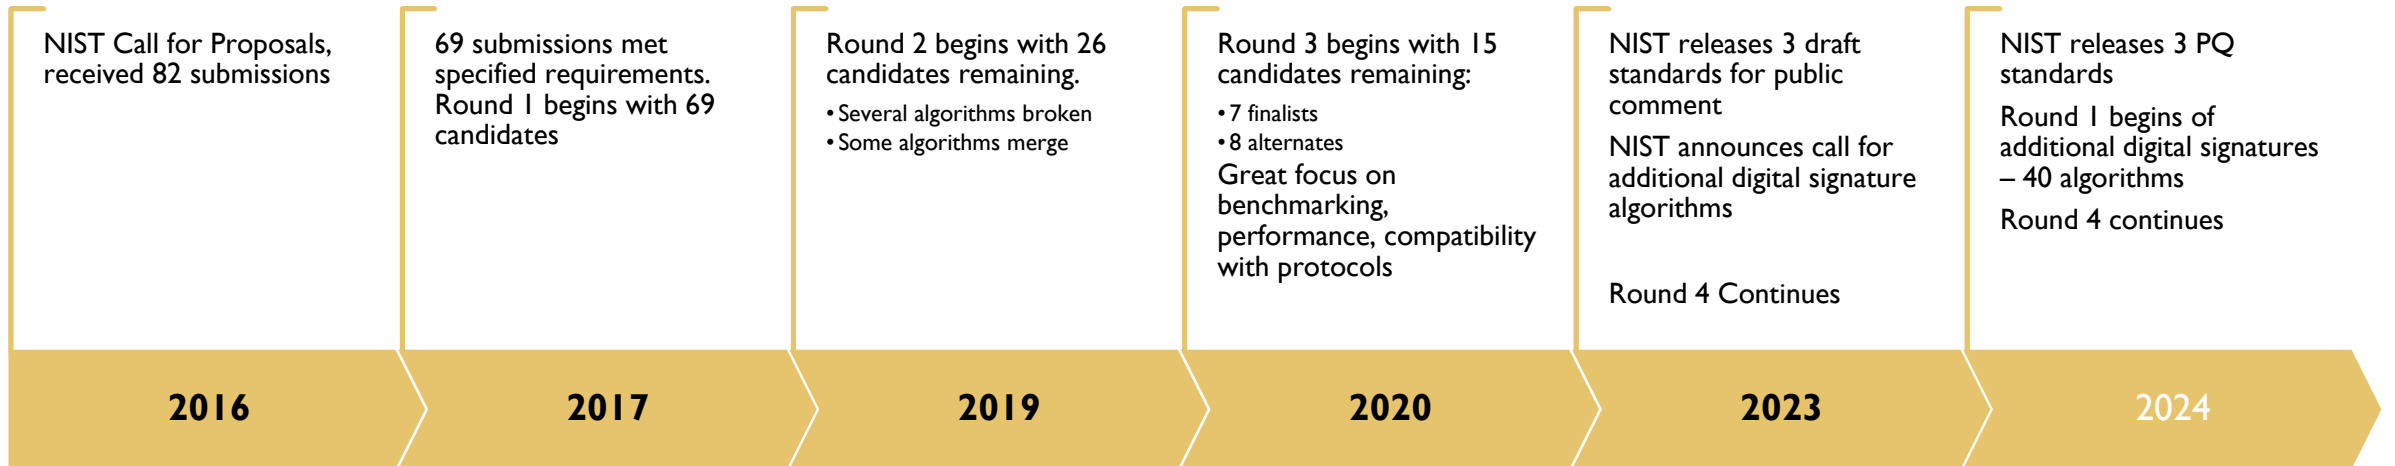 NIST Call for Proposals,
received 82 submissions
69 submissions met
specified requirements.
Round 1 begins with 69
candidates
Round 2 begins with 26
candidates remaining.
• Several algorithms broken
• Some algorithms merge
Round 3 begins with 15
candidates remaining:
• 7 finalists
• 8 alternates
Great focus on
benchmarking,
performance, compatibility
with protocols
NIST releases 3 draft
standards for public
comment
NIST announces call for
additional digital signature
algorithms
Round 4 Continues
NIST releases 3 PQ
standards
Round 1 begins of
additional digital signatures
– 40 algorithms
Round 4 continues
2016
2017
2019
2020
2023
2024